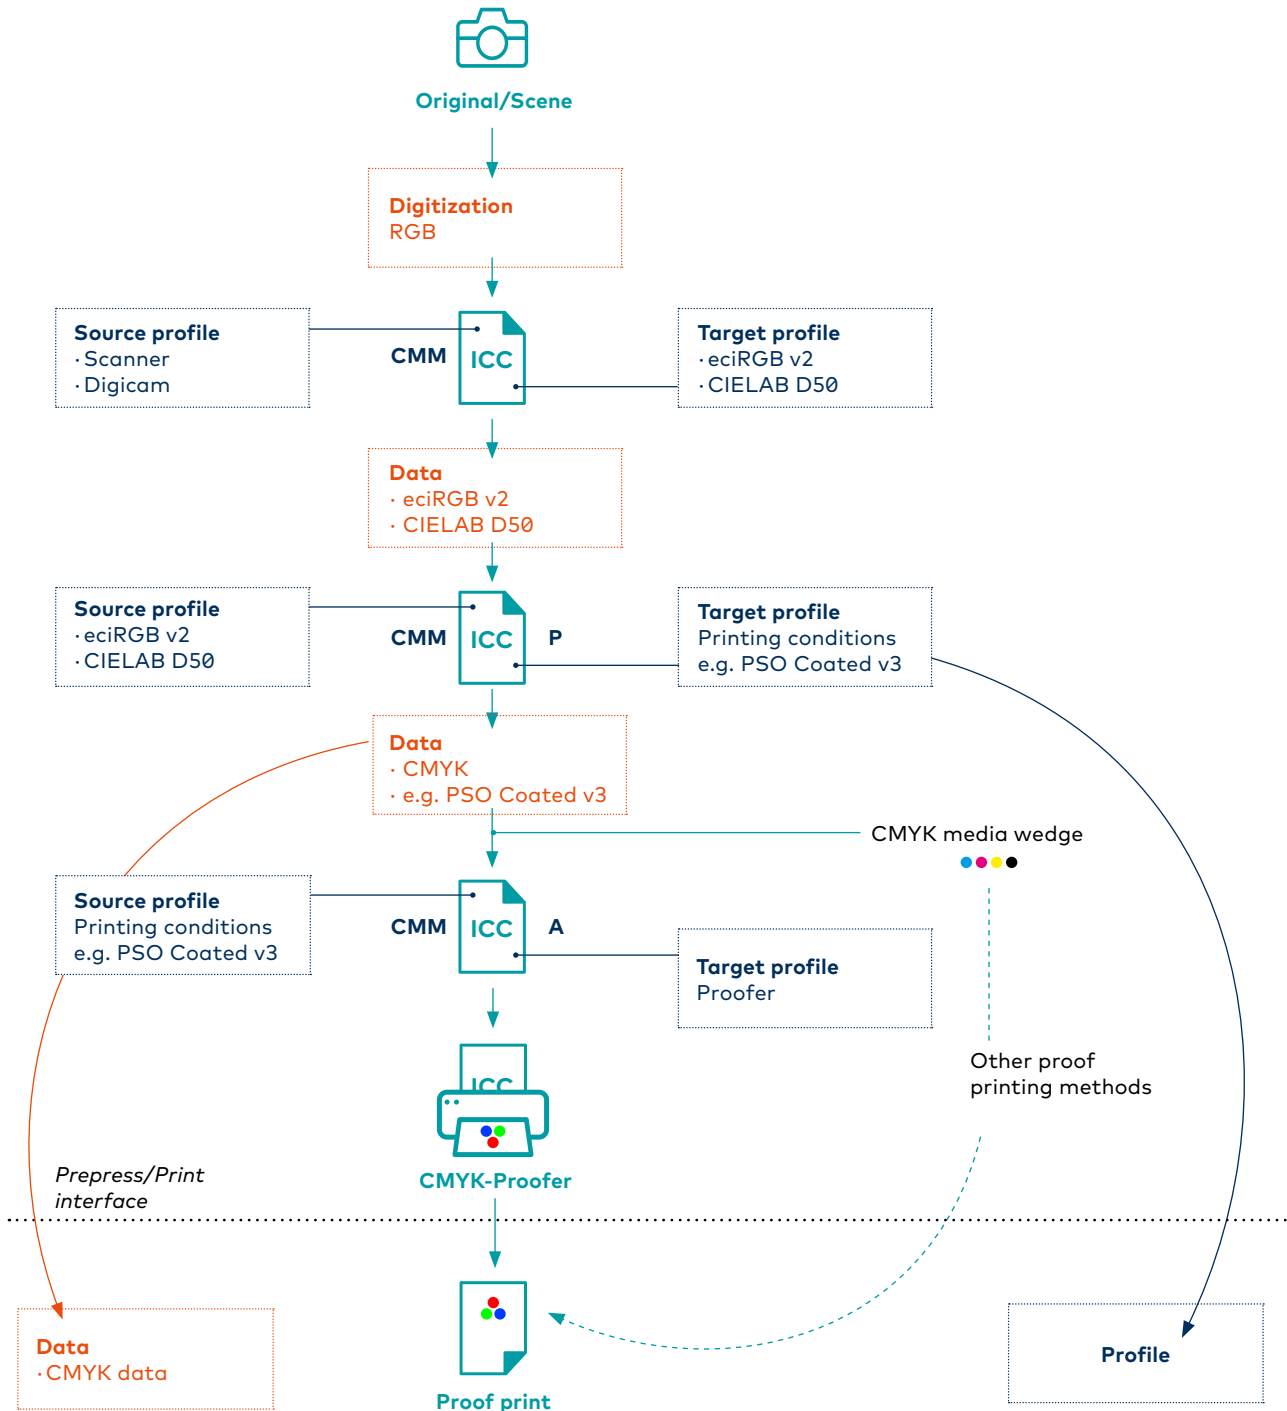 Original/Scene
Digitization
RGB
Source profile
· Scanner
· Digicam
CMM
ICC
Target profile
· eciRGB v2
· CIELAB D50
Data
· eciRGB v2
· CIELAB D50
Source profile
· eciRGB v2
· CIELAB D50
CMM
ICC
P
Target profile
Printing conditions
e.g. PSO Coated v3
Data
· CMYK
· e.g. PSO Coated v3
CMYK media wedge
Source profile
Printing conditions
e.g. PSO Coated v3
CMM
ICC
A
Target profile
Proofer
Other proof
printing methods
ICC
CMYK-Proofer
Prepress/Print
interface
Data
· CMYK data
Proof print
Profile